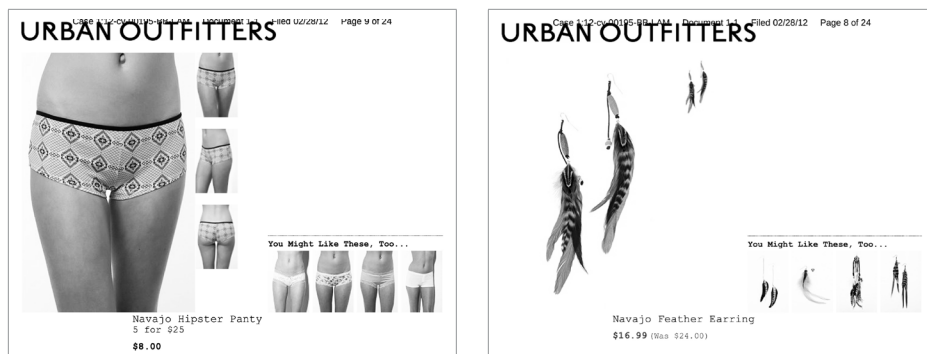 Case 1:12-cv-00195-BB-LAM Document 1-1 Filed 02/28/12 Page 9 of 24
URBAN OUTFITTERS
You Might Like These, Too...
Navajo Hipster Panty
5 for $25
$8.00
Case 1:12-cv-00195-BB-LAM Document 1-1 Filed 02/28/12 Page 8 of 24
URBAN OUTFITTERS
You Might Like These, Too...
Navajo Feather Earring
$16.99 (Was $24.00)